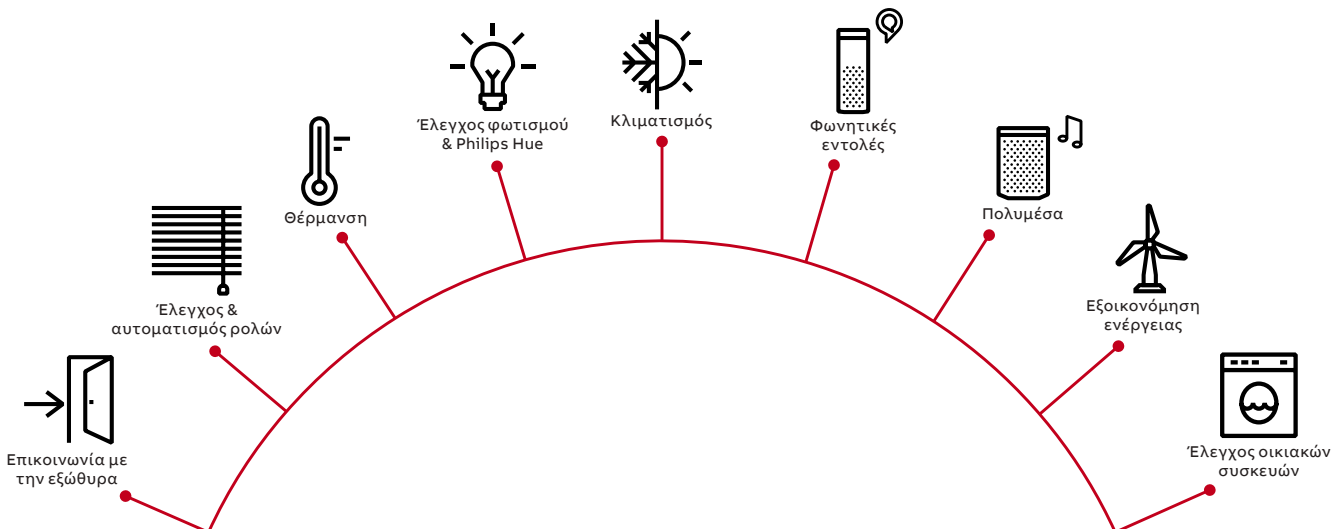 Επικοινωνία με
την εξώθυρα
Έλεγχος &
αυτοματισμός ρολών
Θέρμανση
Έλεγχος φωτισμού
& Philips Hue
Κλιματισμός
Φωνητικές
εντολές
Πολυμέσα
Εξοικονόμηση
ενέργειας
Έλεγχος οικιακών
συσκευών